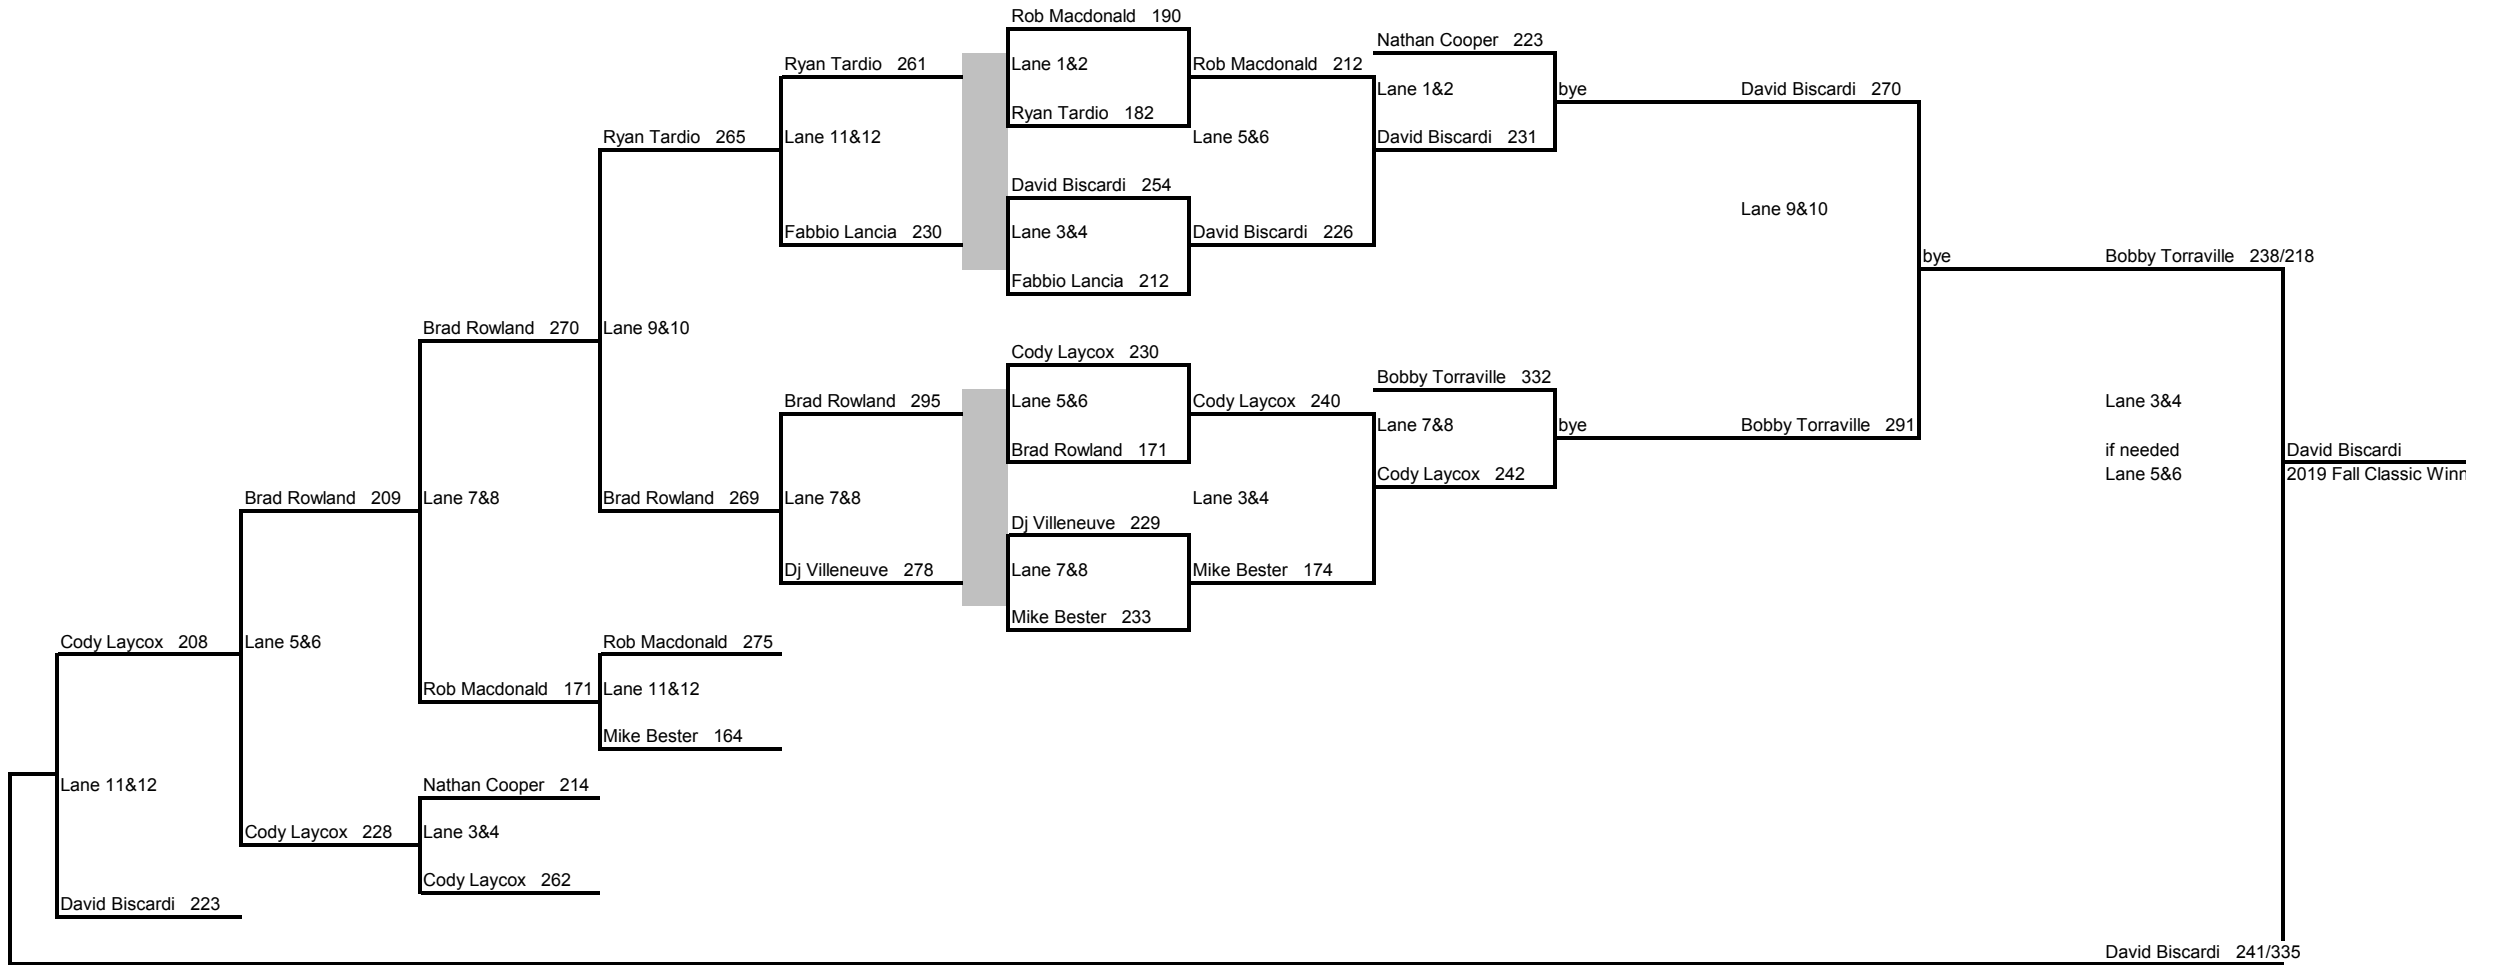 Rob Macdonald 190
Nathan Cooper 223
Ryan Tardio 261
Lane 1&2
Rob Macdonald 212
Lane 1&2
bye
David Biscardi 270
Ryan Tardio 182
Ryan Tardio 265
Lane 11&12
Lane 5&6
David Biscardi 231
David Biscardi 254
Lane 9&10
Fabbio Lancia 230
Lane 3&4
David Biscardi 226
bye
Bobby Torraville 238/218
Fabbio Lancia 212
Brad Rowland 270
Lane 9&10
Cody Laycox 230
Bobby Torraville 332
Brad Rowland 295
Lane 5&6
Cody Laycox 240
Lane 3&4
Lane 7&8
bye
Bobby Torraville 291
Brad Rowland 171
if needed
David Biscardi
Cody Laycox 242
Lane 5&6
2019 Fall Classic Winn
Brad Rowland 209
Lane 7&8
Brad Rowland 269
Lane 7&8
Lane 3&4
Dj Villeneuve 229
Dj Villeneuve 278
Lane 7&8
Mike Bester 174
Mike Bester 233
Cody Laycox 208
Lane 5&6
Rob Macdonald 275
Rob Macdonald 171
Lane 11&12
Mike Bester 164
Lane 11&12
Nathan Cooper 214
Cody Laycox 228
Lane 3&4
Cody Laycox 262
David Biscardi 223
David Biscardi 241/335